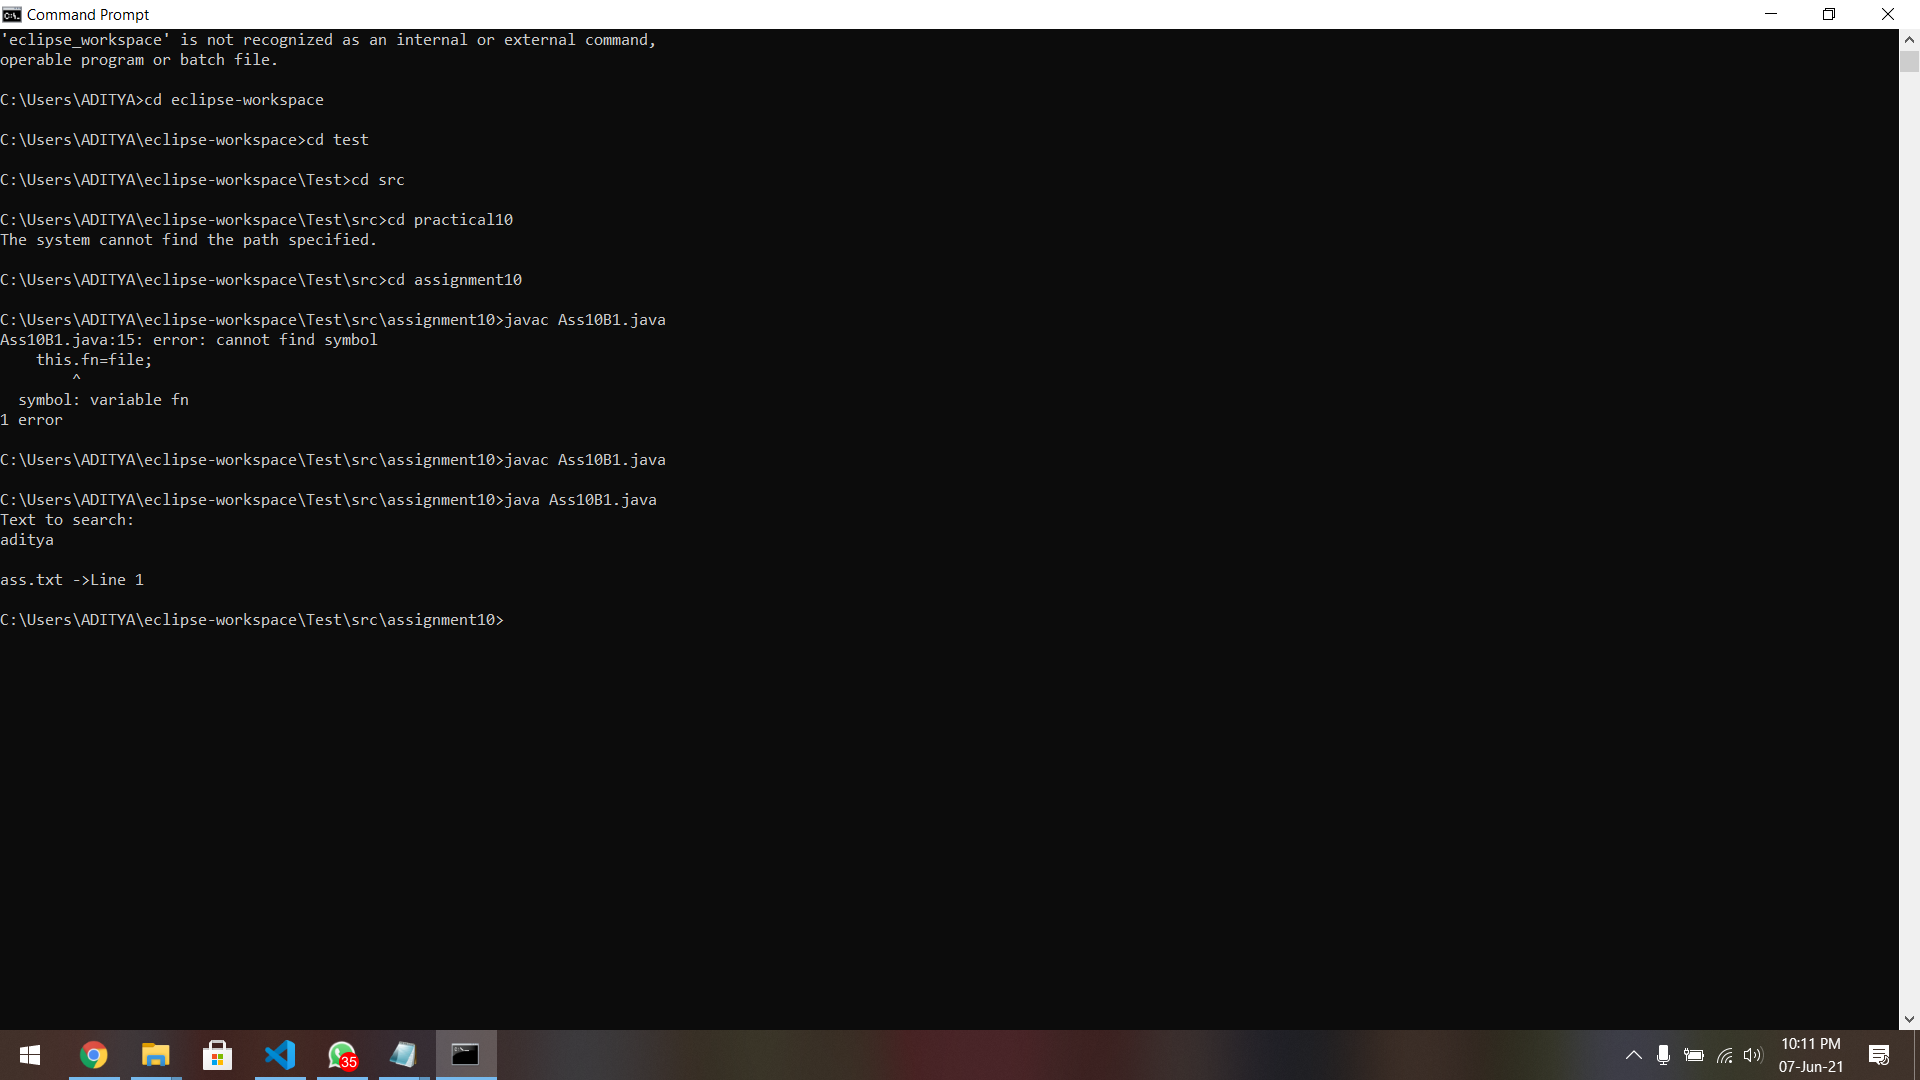 Command Prompt
'eclipse_workspace' is not recognized as an internal or external command,
operable program or batch file.
C:\Users\ADITYA>cd eclipse-workspace
C:\Users\ADITYA\eclipse-workspace>cd test
C:\Users\ADITYA\eclipse-workspace\Test>cd src
C:\Users\ADITYA\eclipse-workspace\Test\src>cd practical10
The system cannot find the path specified.
C:\Users\ADITYA\eclipse-workspace\Test\src>cd assignment10
C:\Users\ADITYA\eclipse-workspace\Test\src\assignment10>javac Ass10B1.java
Ass10B1.java:15: error: cannot find symbol
    this.fn=file;
        ^
  symbol: variable fn
1 error
C:\Users\ADITYA\eclipse-workspace\Test\src\assignment10>javac Ass10B1.java
C:\Users\ADITYA\eclipse-workspace\Test\src\assignment10>java Ass10B1.java
Text to search:
aditya
ass.txt ->Line 1
C:\Users\ADITYA\eclipse-workspace\Test\src\assignment10>
35
10:11 PM
07-Jun-21